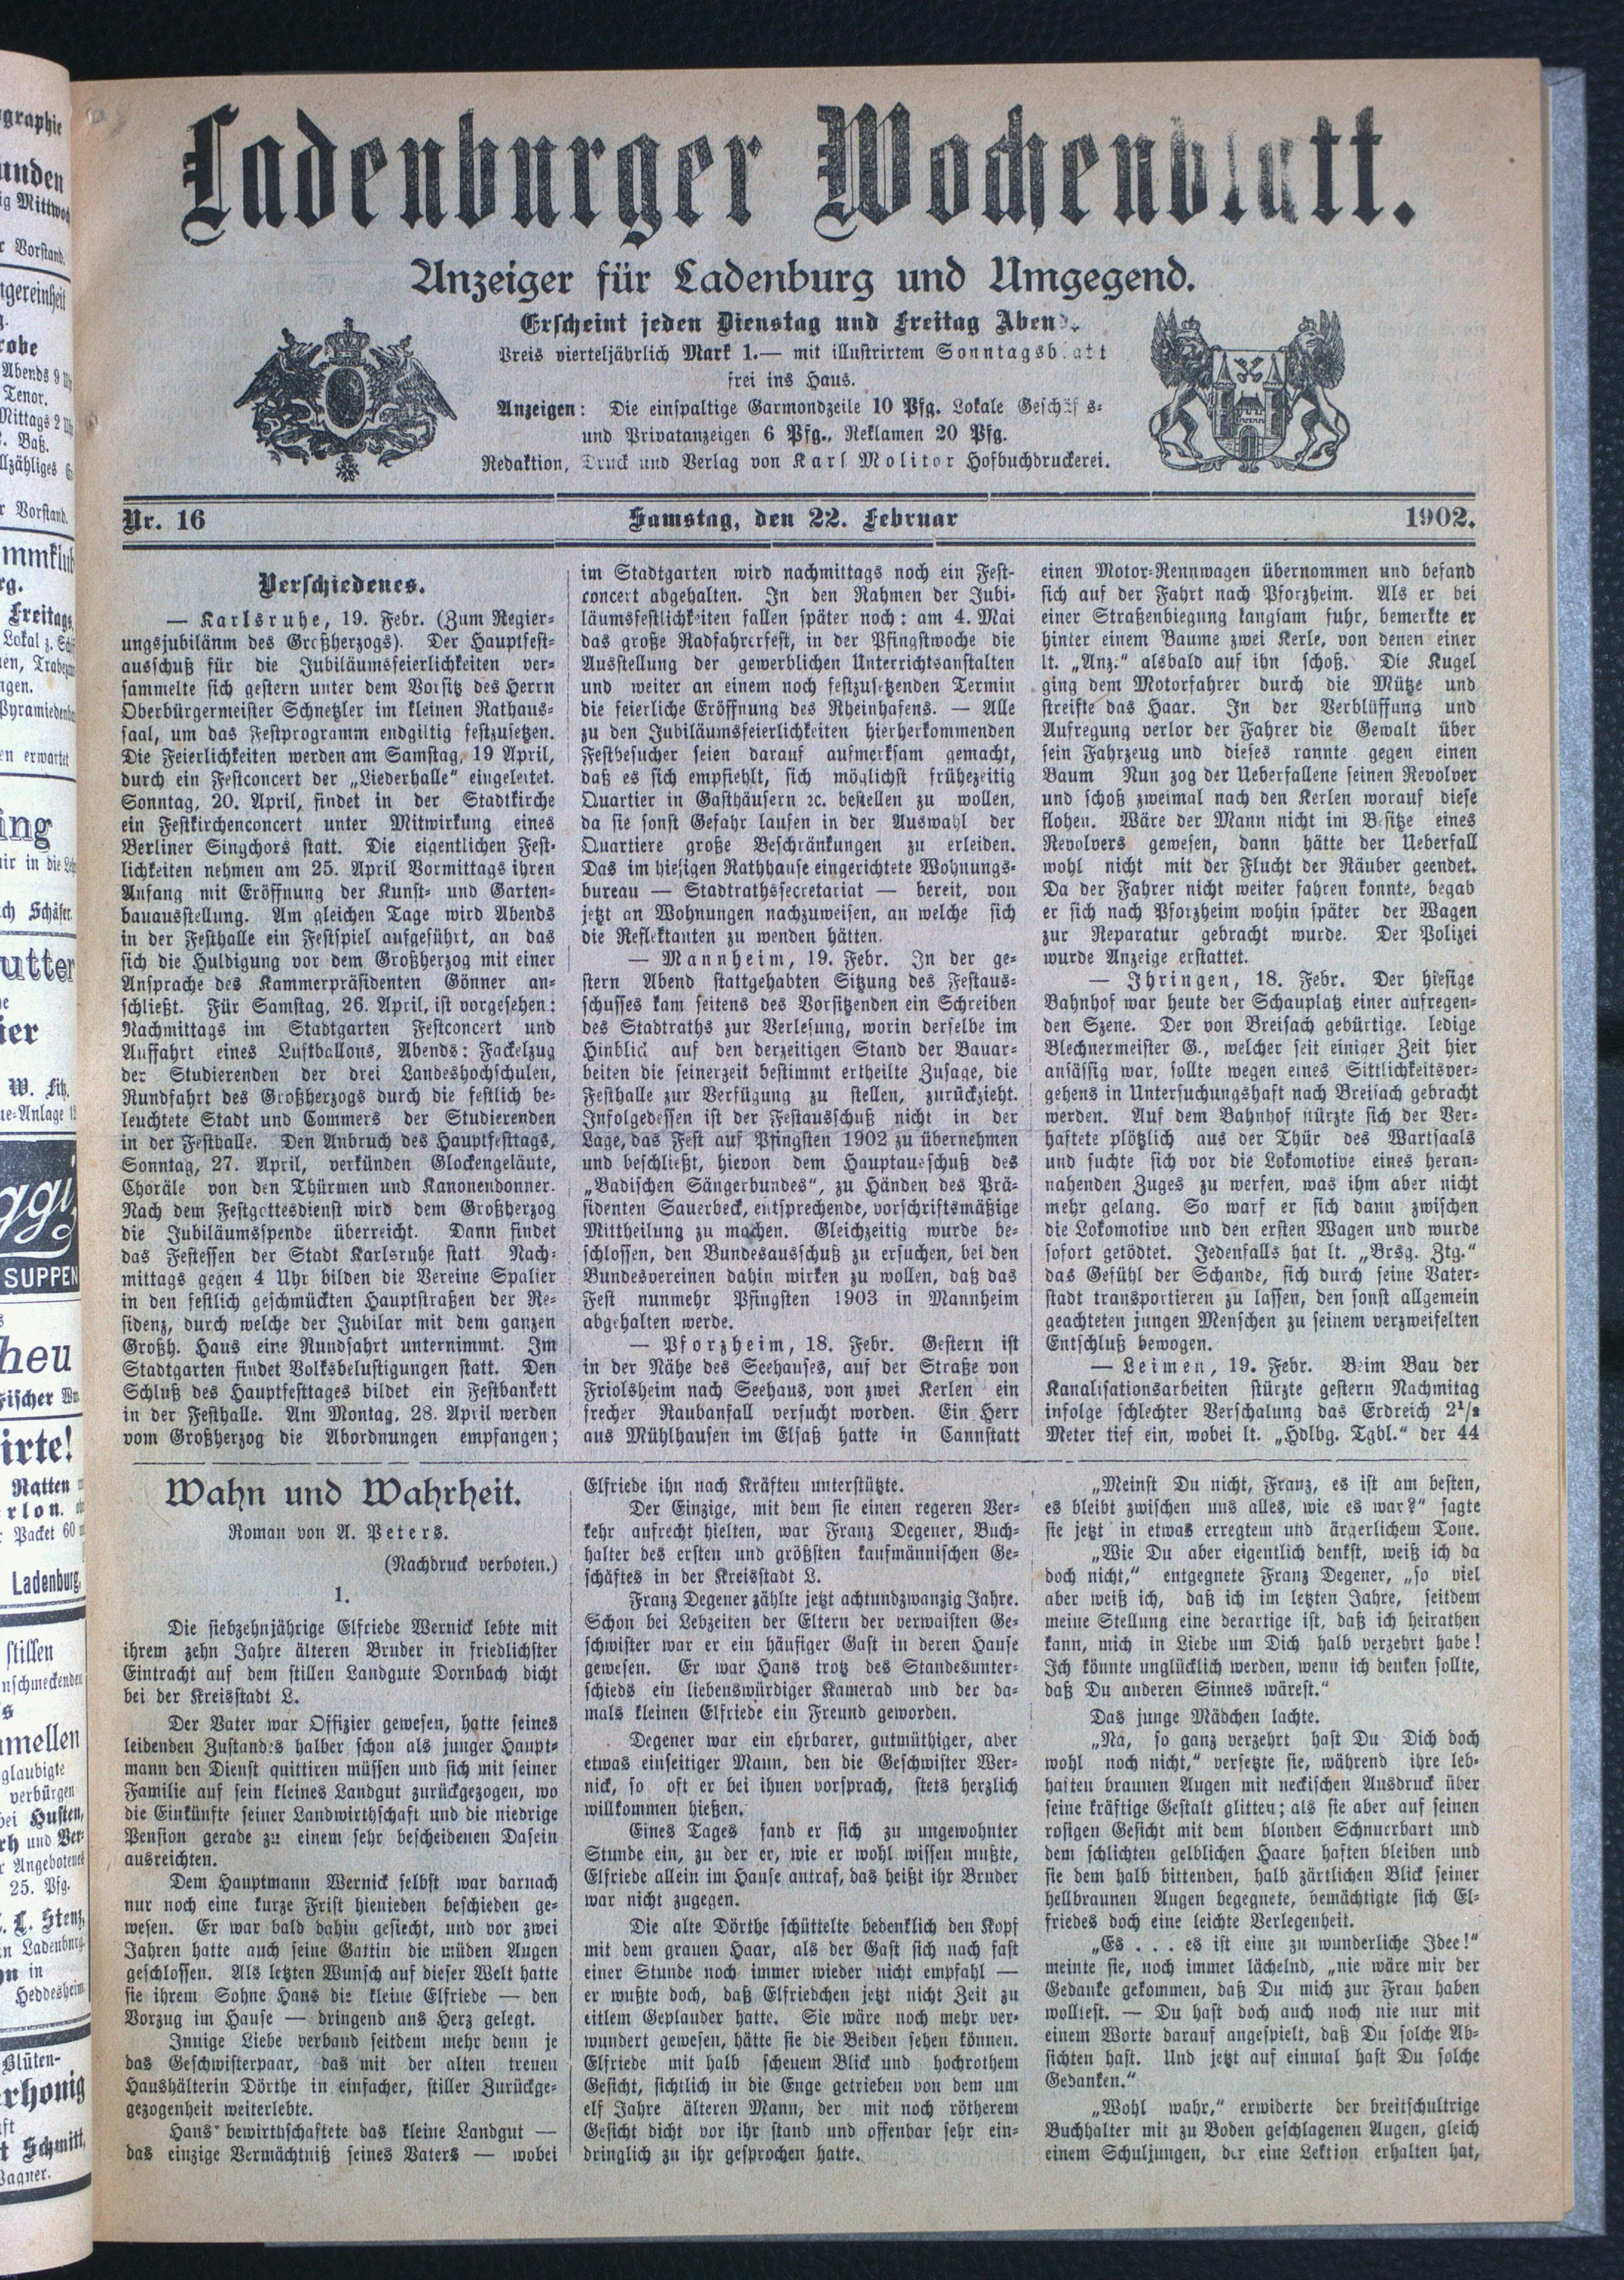 Ladenburger Wochenblatt.
Anzeiger für Ladenburg und Umgegend.
Erscheint jeden Dienstag und Freitag Abend.
Preis vierteljährlich Mark 1.— mit illustrirtem Sonntagsblatt
frei ins Haus.
Anzeigen: Die einspaltige Garmondzeile 10 Pfg. Lokale Geschäfts-
und Privatanzeigen 6 Pfg., Reklamen 20 Pfg.
Redaktion, Druck und Verlag von Karl Molitor Hofbuchdruckerei.
Nr. 16
Samstag, den 22. Februar
1902.
Verschiedenes.
— Karlsruhe, 19. Febr. (Zum Regier-
ungsjubiläum des Großherzogs). Der Hauptfest-
ausschuß für die Jubiläumsfeierlichkeiten ver-
sammelte sich gestern unter dem Vorsitz des Herrn
Oberbürgermeister Schnetzler im kleinen Rathaus-
saal, um das Festprogramm endgiltig festzusetzen.
Die Feierlichkeiten werden am Samstag, 19 April,
durch ein Festconcert der „Liederhalle“ eingeleitet.
Sonntag, 20. April, findet in der Stadtkirche
ein Festkirchenconcert unter Mitwirkung eines
Berliner Singchors statt. Die eigentlichen Fest-
lichkeiten nehmen am 25. April Vormittags ihren
Anfang mit Eröffnung der Kunst- und Garten-
bauausstellung. Am gleichen Tage wird Abends
in der Festhalle ein Festspiel aufgeführt, an das
sich die Huldigung vor dem Großherzog mit einer
Ansprache des Kammerpräsidenten Gönner an-
schließt. Für Samstag, 26. April, ist vorgesehen:
Nachmittags im Stadtgarten Festconcert und
Auffahrt eines Luftballons, Abends: Fackelzug
der Studierenden der drei Landeshochschulen,
Rundfahrt des Großherzogs durch die festlich be-
leuchtete Stadt und Commers der Studierenden
in der Festhalle. Den Anbruch des Hauptfesttags,
Sonntag, 27. April, verkünden Glockengeläute,
Choräle von den Thürmen und Kanonendonner.
Nach dem Festgottesdienst wird dem Großherzog
die Jubiläumsspende überreicht. Dann findet
das Festessen der Stadt Karlsruhe statt Nach-
mittags gegen 4 Uhr bilden die Vereine Spalier
in den festlich geschmückten Hauptstraßen der Re-
sidenz, durch welche der Jubilar mit dem ganzen
Großh. Haus eine Rundfahrt unternimmt. Im
Stadtgarten findet Volksbelustigungen statt. Den
Schluß des Hauptfesttages bildet ein Festbankett
in der Festhalle. Am Montag, 28. April werden
vom Großherzog die Abordnungen empfangen;
im Stadtgarten wird nachmittags noch ein Fest-
concert abgehalten. In den Rahmen der Jubi-
läumsfestlichkeiten fallen später noch: am 4. Mai
das große Radfahrerfest, in der Pfingstwoche die
Ausstellung der gewerblichen Unterrichtsanstalten
und weiter an einem noch festzusetzenden Termin
die feierliche Eröffnung des Rheinhafens. — Alle
zu den Jubiläumsfeierlichkeiten hierherkommenden
Festbesucher seien darauf aufmerksam gemacht,
daß es sich empfiehlt, sich möglichst frühezeitig
Quartier in Gasthäusern ꝛc. bestellen zu wollen,
da sie sonst Gefahr laufen in der Auswahl der
Quartiere große Beschränkungen zu erleiden.
Das im hiesigen Rathhause eingerichtete Wohnungs-
bureau — Stadtrathssecretariat — bereit, von
jetzt an Wohnungen nachzuweisen, an welche sich
die Reflektanten zu wenden hätten.
— Mannheim, 19. Febr. In der ge-
stern Abend stattgehabten Sitzung des Festaus-
schusses kam seitens des Vorsitzenden ein Schreiben
des Stadtraths zur Verlesung, worin derselbe im
Hinblick auf den derzeitigen Stand der Bauar-
beiten die seinerzeit bestimmt ertheilte Zusage, die
Festhalle zur Verfügung zu stellen, zurückzieht.
Infolgedessen ist der Festausschuß nicht in der
Lage, das Fest auf Pfingsten 1902 zu übernehmen
und beschließt, hievon dem Hauptausschuß des
„Badischen Sängerbundes“, zu Händen des Prä-
sidenten Sauerbeck, entsprechende, vorschriftsmäßige
Mittheilung zu machen. Gleichzeitig wurde be-
schlossen, den Bundesausschuß zu ersuchen, bei den
Bundesvereinen dahin wirken zu wollen, daß das
Fest nunmehr Pfingsten 1903 in Mannheim
abgehalten werde.
— Pforzheim, 18. Febr. Gestern ist
in der Nähe des Seehauses, auf der Straße von
Friolsheim nach Seehaus, von zwei Kerlen ein
frecher Raubanfall versucht worden. Ein Herr
aus Mühlhausen im Elsaß hatte in Cannstatt
einen Motor-Rennwagen übernommen und befand
sich auf der Fahrt nach Pforzheim. Als er bei
einer Straßenbiegung langsam fuhr, bemerkte er
hinter einem Baume zwei Kerle, von denen einer
lt. „Anz.“ alsbald auf ihn schoß. Die Kugel
ging dem Motorfahrer durch die Mütze und
streifte das Haar. In der Verblüffung und
Aufregung verlor der Fahrer die Gewalt über
sein Fahrzeug und dieses rannte gegen einen
Baum Nun zog der Ueberfallene seinen Revolver
und schoß zweimal nach den Kerlen worauf diese
flohen. Wäre der Mann nicht im Besitze eines
Revolvers gewesen, dann hätte der Ueberfall
wohl nicht mit der Flucht der Räuber geendet.
Da der Fahrer nicht weiter fahren konnte, begab
er sich nach Pforzheim wohin später der Wagen
zur Reparatur gebracht wurde. Der Polizei
wurde Anzeige erstattet.
— Ihringen, 18. Febr. Der hiesige
Bahnhof war heute der Schauplatz einer aufregen-
den Szene. Der von Breisach gebürtige. ledige
Blechnermeister G., welcher seit einiger Zeit hier
ansässig war, sollte wegen eines Sittlichkeitsver-
gehens in Untersuchungshaft nach Breisach gebracht
werden. Auf dem Bahnhof stürzte sich der Ver-
haftete plötzlich aus der Thür des Wartsaals
und suchte sich vor die Lokomotive eines heran-
nahenden Zuges zu werfen, was ihm aber nicht
mehr gelang. So warf er sich dann zwischen
die Lokomotive und den ersten Wagen und wurde
sofort getödtet. Jedenfalls hat lt. „Brsg. Ztg.“
das Gefühl der Schande, sich durch seine Vater-
stadt transportieren zu lassen, den sonst allgemein
geachteten jungen Menschen zu seinem verzweifelten
Entschluß bewogen.
— Leimen, 19. Febr. Beim Bau der
Kanalisationsarbeiten stürzte gestern Nachmitag
infolge schlechter Verschalung das Erdreich 2½
Meter tief ein, wobei lt. „Hdlbg. Tgbl.“ der 44
Wahn und Wahrheit.
Roman von A. Peters.
(Nachdruck verboten.)
1.
Die siebzehnjährige Elfriede Wernick lebte mit
ihrem zehn Jahre älteren Bruder in friedlichster
Eintracht auf dem stillen Landgute Dornbach dicht
bei der Kreisstadt L.
Der Vater war Offizier gewesen, hatte seines
leidenden Zustandes halber schon als junger Haupt-
mann den Dienst quittiren müssen und sich mit seiner
Familie auf sein kleines Landgut zurückgezogen, wo
die Einkünfte seiner Landwirthschaft und die niedrige
Pension gerade zu einem sehr bescheidenen Dasein
ausreichten.
Dem Hauptmann Wernick selbst war darnach
nur noch eine kurze Frist hienieden beschieden ge-
wesen. Er war bald dahin gesiecht, und vor zwei
Jahren hatte auch seine Gattin die müden Augen
geschlossen. Als letzten Wunsch auf dieser Welt hatte
sie ihrem Sohne Hans die kleine Elfriede — den
Vorzug im Hause — dringend ans Herz gelegt.
Innige Liebe verband seitdem mehr denn je
das Geschwisterpaar, das mit der alten treuen
Haushälterin Dörthe in einfacher, stiller Zurückge-
gezogenheit weiterlebte.
Hans bewirthschaftete das kleine Landgut —
das einzige Vermächtniß seines Vaters — wobei
Elfriede ihn nach Kräften unterstützte.
Der Einzige, mit dem sie einen regeren Ver-
kehr aufrecht hielten, war Franz Degener, Buch-
halter des ersten und größten kaufmännischen Ge-
schäftes in der Kreisstadt L.
Franz Degener zählte jetzt achtundzwanzig Jahre.
Schon bei Lebzeiten der Eltern der verwaisten Ge-
schwister war er ein häufiger Gast in deren Hause
gewesen. Er war Hans trotz des Standesunter-
schieds ein liebenswürdiger Kamerad und der da-
mals kleinen Elfriede ein Freund geworden.
Degener war ein ehrbarer, gutmüthiger, aber
etwas einseitiger Mann, den die Geschwister Wer-
nick, so oft er bei ihnen vorsprach, stets herzlich
willkommen hießen.
Eines Tages fand er sich zu ungewohnter
Stunde ein, zu der er, wie er wohl wissen mußte,
Elfriede allein im Hause antraf, das heißt ihr Bruder
war nicht zugegen.
Die alte Dörthe schüttelte bedenklich den Kopf
mit dem grauen Haar, als der Gast sich nach fast
einer Stunde noch immer wieder nicht empfahl —
er wußte doch, daß Elfriedchen jetzt nicht Zeit zu
eitlem Geplauder hatte. Sie wäre noch mehr ver-
wundert gewesen, hätte sie die Beiden sehen können.
Elfriede mit halb scheuem Blick und hochrothem
Gesicht, sichtlich in die Enge getrieben von dem um
elf Jahre älteren Mann, der mit noch rötherem
Gesicht dicht vor ihr stand und offenbar sehr ein-
dringlich zu ihr gesprochen hatte.
„Meinst Du nicht, Franz, es ist am besten,
es bleibt zwischen uns alles, wie es war?“ sagte
sie jetzt in etwas erregtem und ärgerlichem Tone.
„Wie Du aber eigentlich denkst, weiß ich da
doch nicht,“ entgegnete Franz Degener, „so viel
aber weiß ich, daß ich im letzten Jahre, seitdem
meine Stellung eine derartige ist, daß ich heirathen
kann, mich in Liebe um Dich halb verzehrt habe!
Ich könnte unglücklich werden, wenn ich denken sollte,
daß Du anderen Sinnes wärest.“
Das junge Mädchen lachte.
„Na, so ganz verzehrt hast Du Dich doch
wohl noch nicht,“ versetzte sie, während ihre leb-
haften braunen Augen mit neckischen Ausdruck über
seine kräftige Gestalt glitten; als sie aber auf seinen
rosigen Gesicht mit dem blonden Schnurrbart und
dem schlichten gelblichen Haare haften bleiben und
sie dem halb bittenden, halb zärtlichen Blick seiner
hellbraunen Augen begegnete, bemächtigte sich El-
friedes doch eine leichte Verlegenheit.
„Es . . . es ist eine zu wunderliche Idee!“
meinte sie, noch immer lächelnd, „nie wäre mir der
Gedanke gekommen, daß Du mich zur Frau haben
wolltest. — Du hast doch auch noch nie nur mit
einem Worte darauf angespielt, daß Du solche Ab-
sichten hast. Und jetzt auf einmal hast Du solche
Gedanken.“
„Wohl wahr,“ erwiderte der breitschultrige
Buchhalter mit zu Boden geschlagenen Augen, gleich
einem Schuljungen, der eine Lektion erhalten hat,